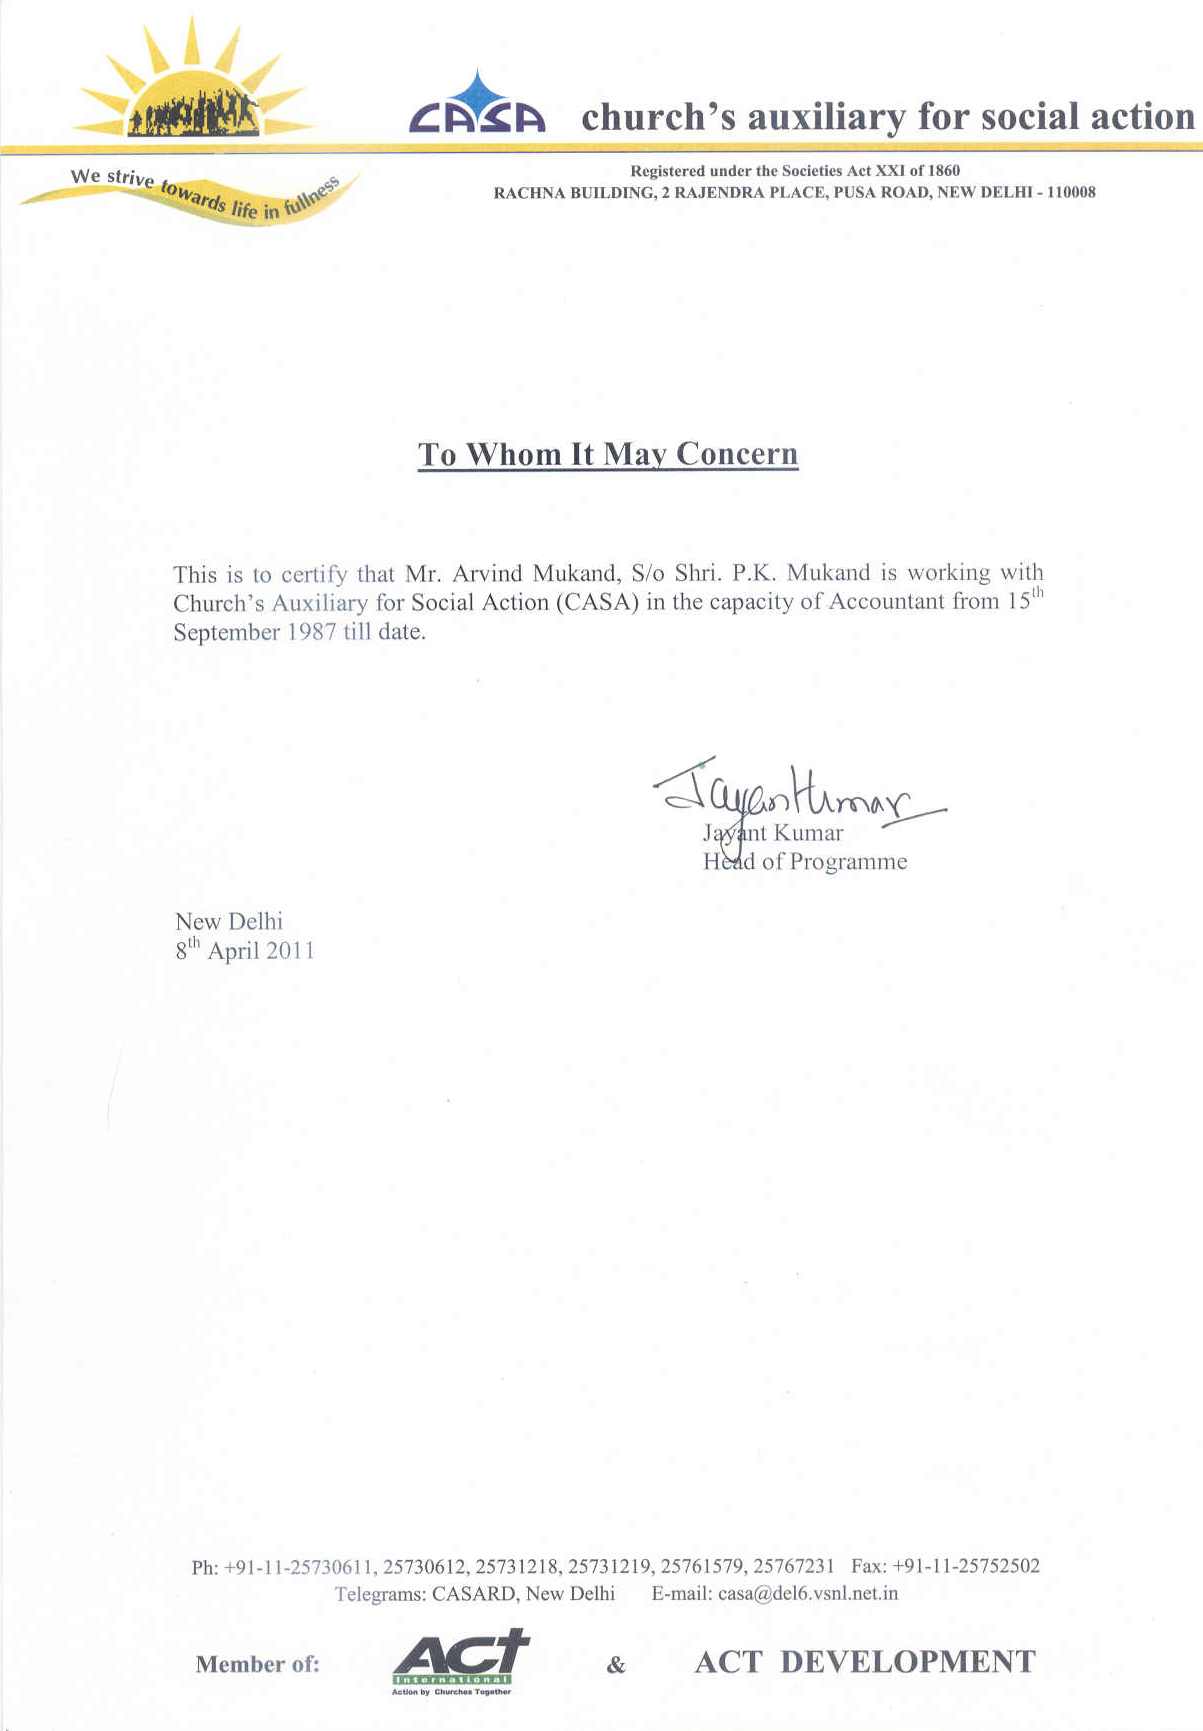 CASA church's auxiliary for social action
We strive towards life in fullness
Registered under the Societies Act XXI of 1860
RACHNA BUILDING, 2 RAJENDRA PLACE, PUSA ROAD, NEW DELHI - 110008
To Whom It May Concern
This is to certify that Mr. Arvind Mukand, S/o Shri. P.K. Mukand is working with
Church's Auxiliary for Social Action (CASA) in the capacity of Accountant from 15th
September 1987 till date.
Jayant Kumar
Jayant Kumar
Head of Programme
New Delhi
8th April 2011
Ph: +91-11-25730611, 25730612, 25731218, 25731219, 25761579, 25767231 Fax: +91-11-25752502
Telegrams: CASARD, New Delhi E-mail: casa@del6.vsnl.net.in
Member of: ACT & ACT DEVELOPMENT
International
Action by Churches Together